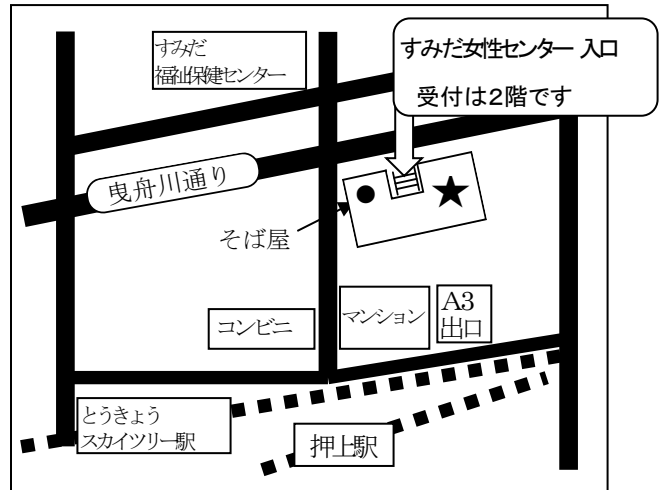 すみだ
福祉保健センター
すみだ女性センター 入口
受付は2階です
曳舟川通り
そば屋
コンビニ
マンション
A3
出口
とうきょう
スカイツリー駅
押上駅